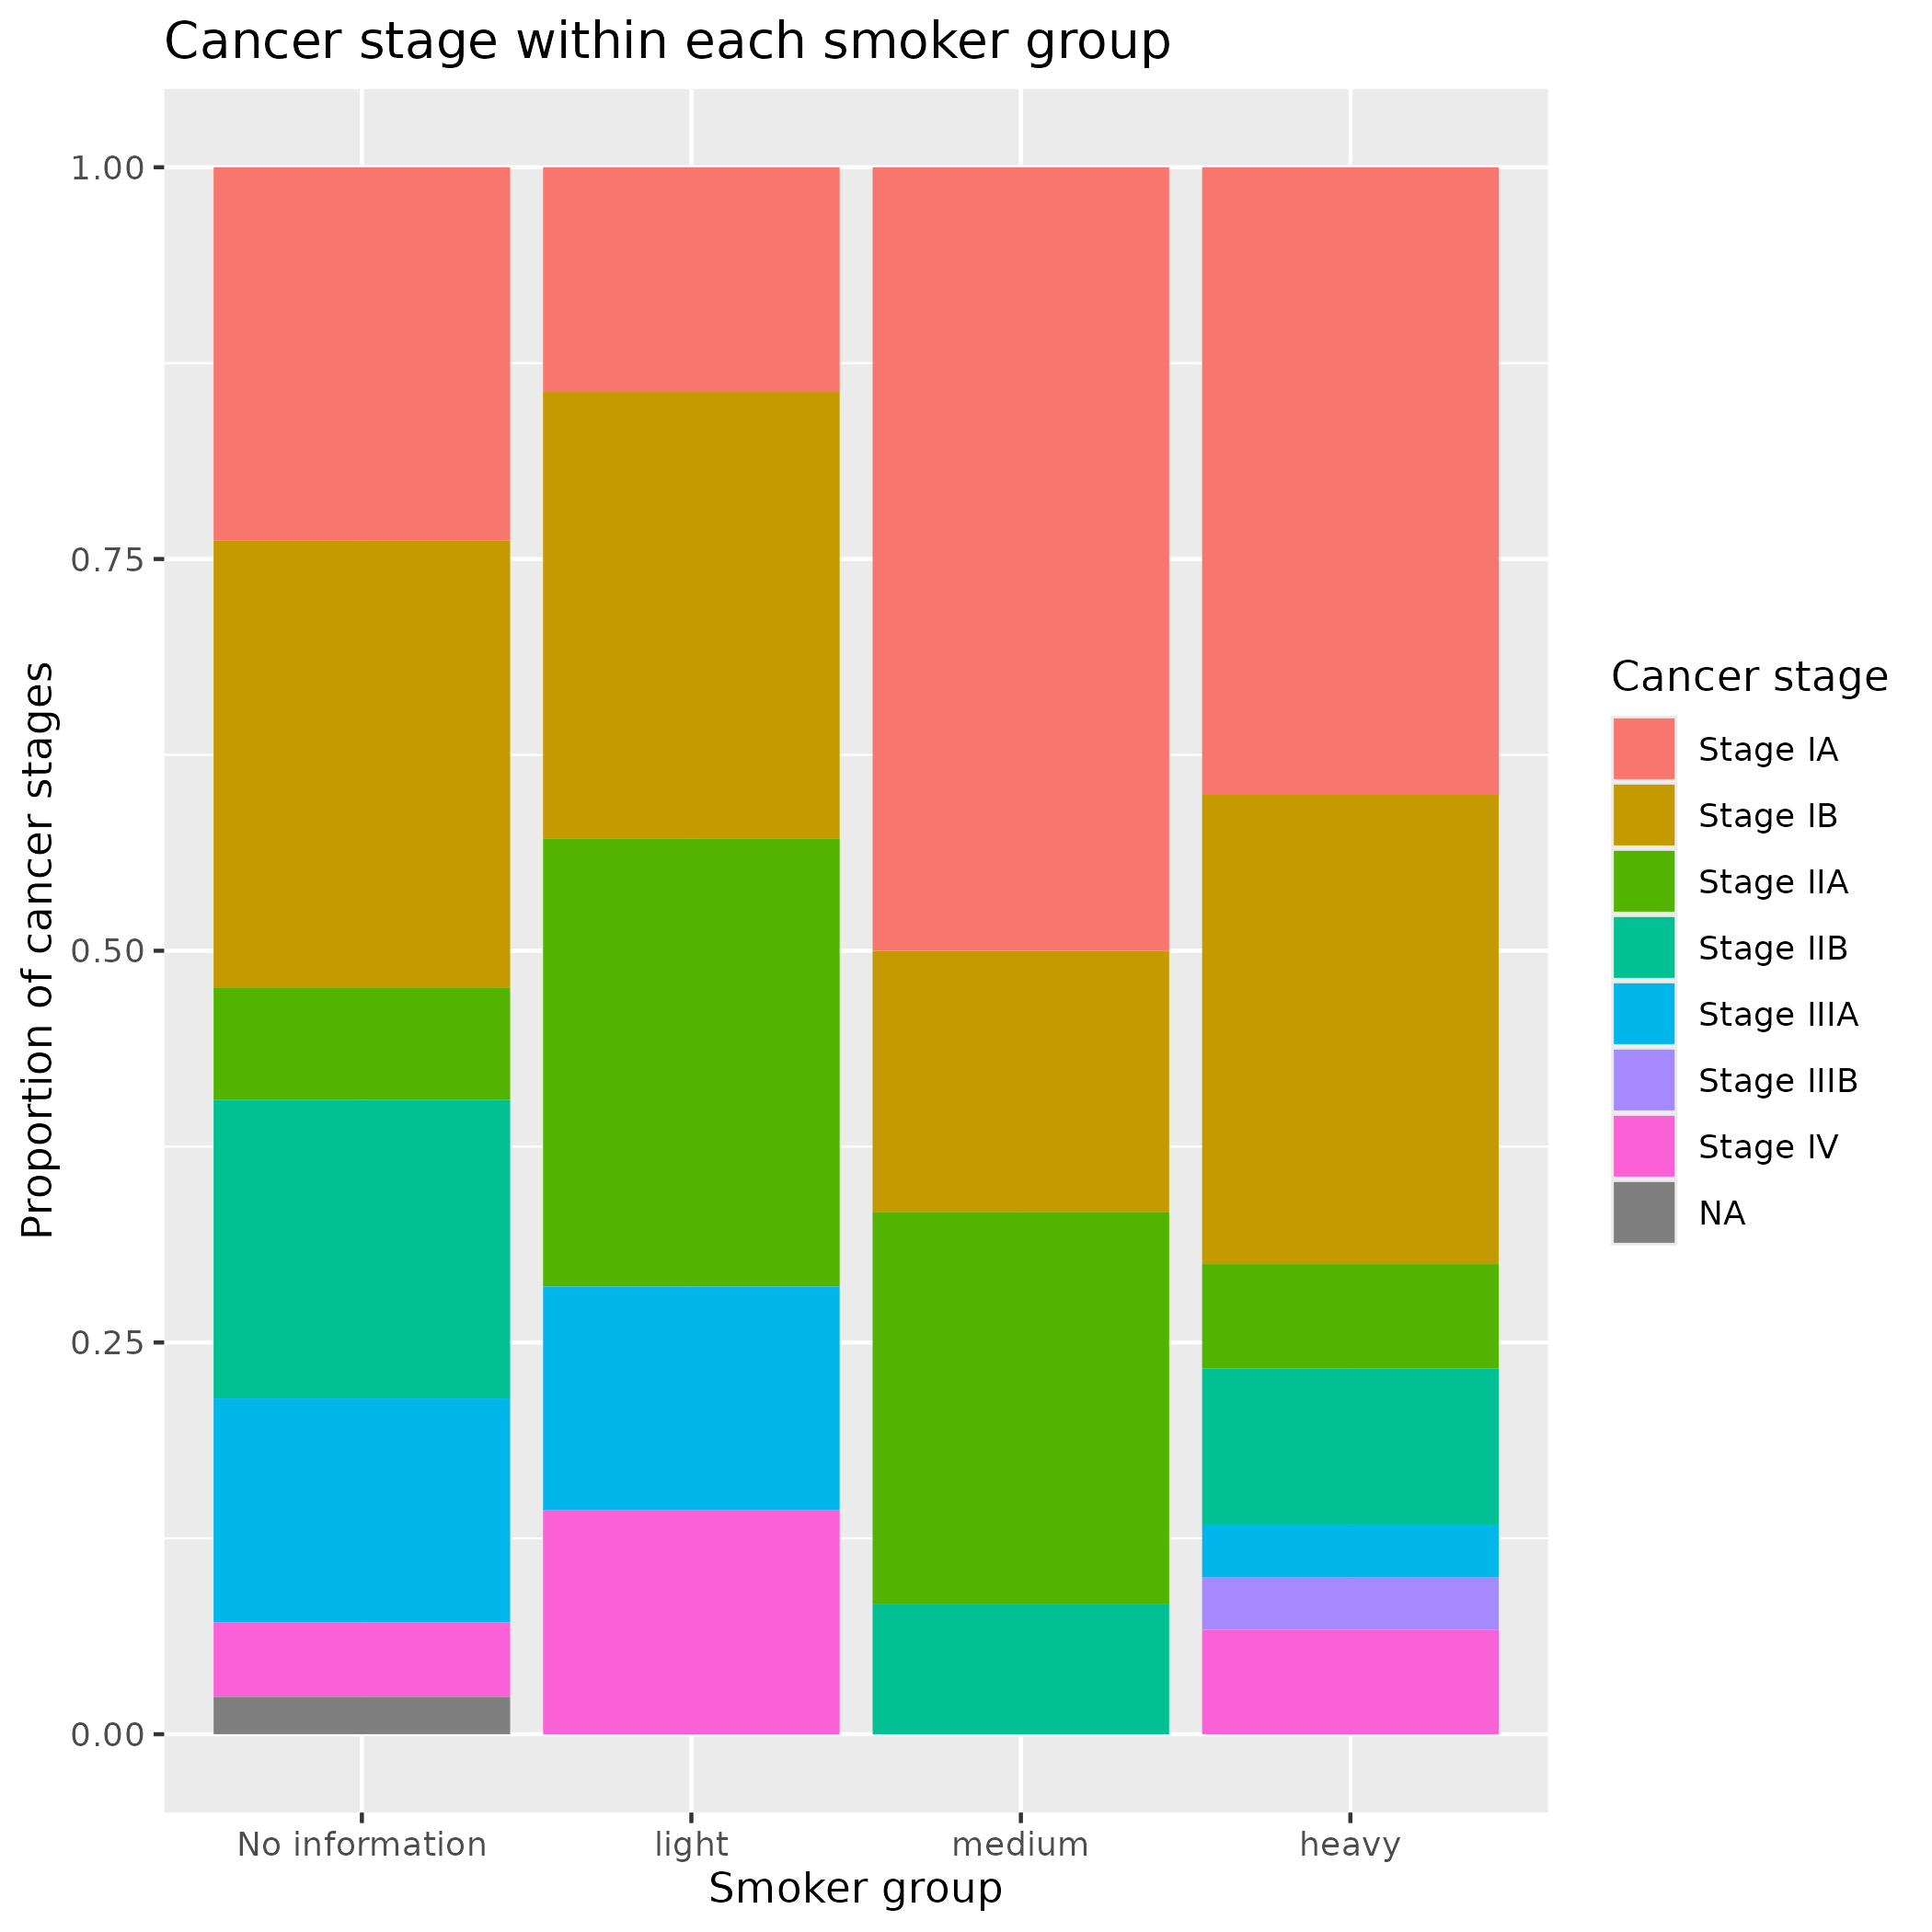 Cancer stage within each smoker group
1.00
0.75
0.50
0.25
0.00
Proportion of cancer stages
No information
light
medium
heavy
Smoker group
Cancer stage
Stage IA
Stage IB
Stage IIA
Stage IIB
Stage IIIA
Stage IIIB
Stage IV
NA